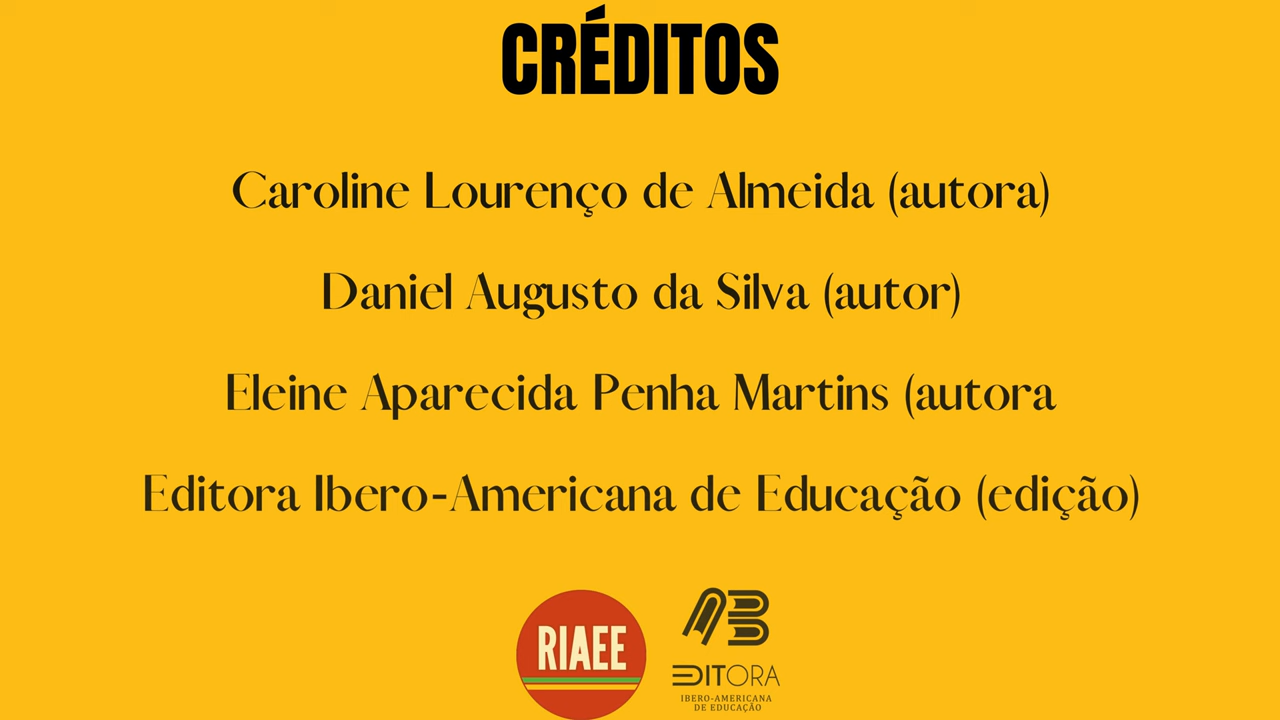 CRÉDITOS
Caroline Lourenço de Almeida (autora)
Daniel Augusto da Silva (autor)
Eleine Aparecida Penha Martins (autora
Editora Ibero-Americana de Educação (edição)
RIAEE
EDITORA
IBERO-AMERICANA
DE EDUCAÇÃO